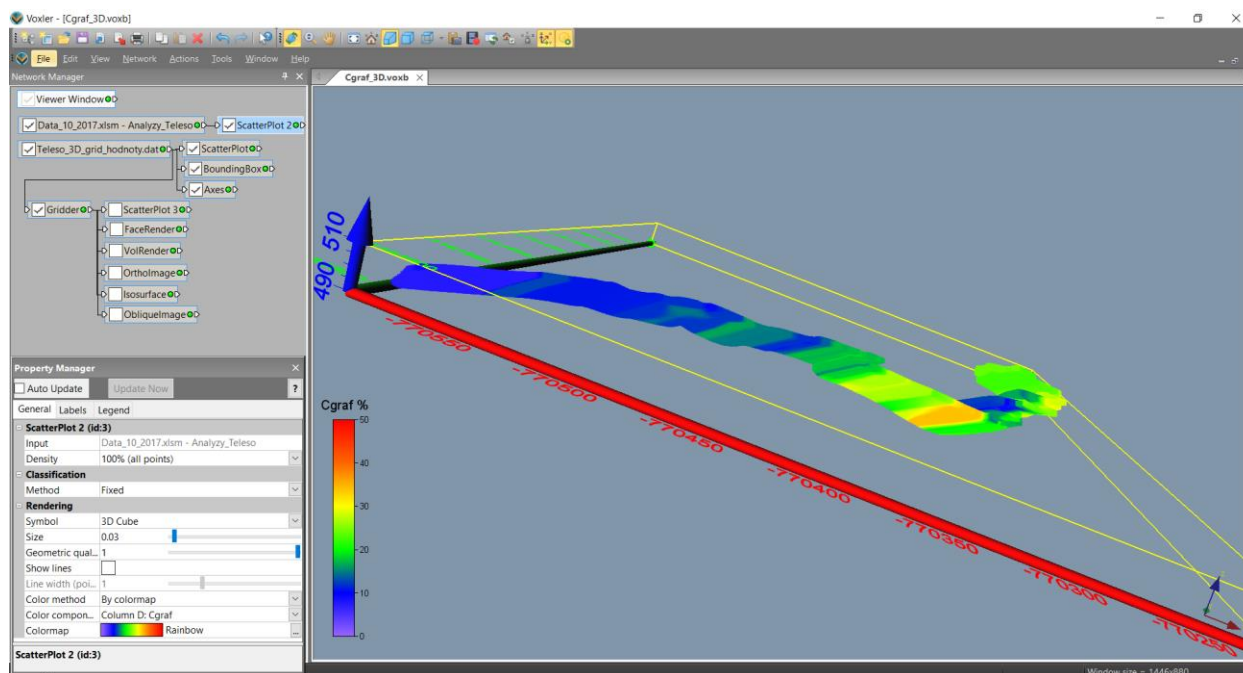 Voxler - [Cgraf_3D.voxb]
File Edit View Network Actions Tools Window Help
Network Manager
Cgraf_3D.voxb
Viewer Window
Data_10_2017.xlsm - Analyzy_Teleso
ScatterPlot 2
Teleso_3D_grid_hodnoty.dat
ScatterPlot
BoundingBox
Axes
Gridder
ScatterPlot 3
FaceRender
VolRender
OrthoImage
Isosurface
ObliqueImage
510
490
-770550
-770500
-770450
-770400
-770350
-770300
-770250
Cgraf %
50
40
30
20
10
0
Property Manager
Auto Update Update Now ?
General Labels Legend
ScatterPlot 2 (id:3)
Input Data_10_2017.xlsm - Analyzy_Teleso
Density 100% (all points)
Classification
Method Fixed
Rendering
Symbol 3D Cube
Size 0.03
Geometric qual... 1
Show lines
Line width (poi... 1
Color method By colormap
Color compon... Column D: Cgraf
Colormap Rainbow ...
ScatterPlot 2 (id:3)
Window size = 1446x880